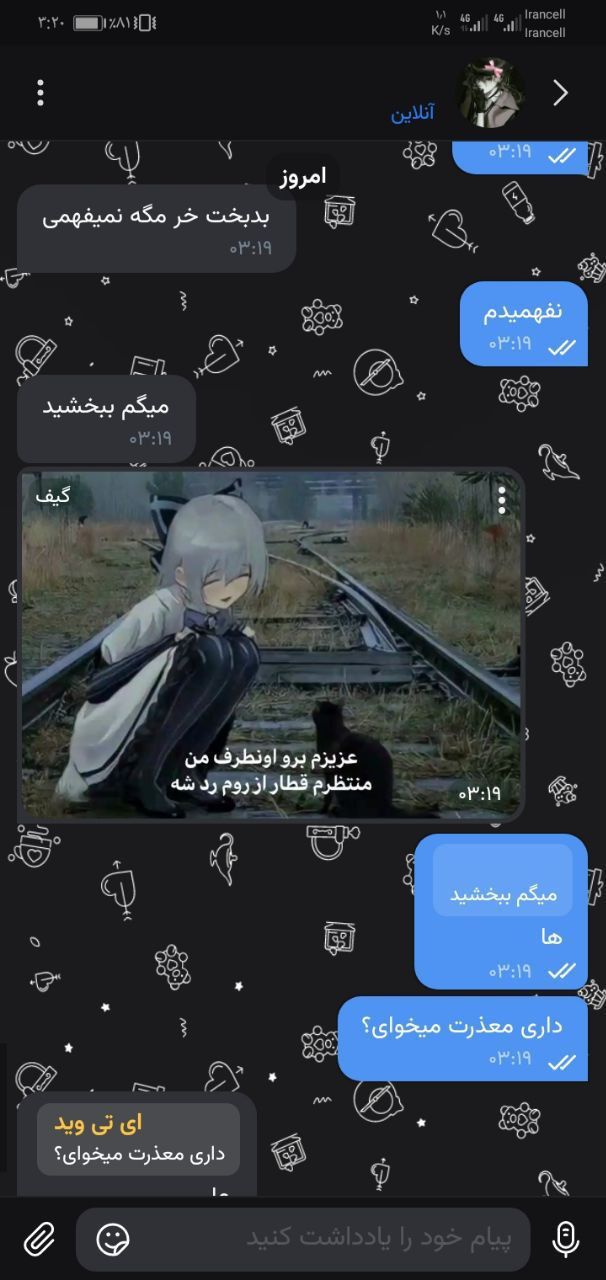 ۳:۲۰
٪۸۱
۱٫۱
K/s
4G
4G
Irancell
Irancell
آنلاین
۰۳:۱۹
امروز
بدبخت خر مگه نمیفهمی
۰۳:۱۹
نفهمیدم
۰۳:۱۹
میگم ببخشید
۰۳:۱۹
گیف
عزیزم برو اونطرف من
منتظرم قطار از روم رد شه
۰۳:۱۹
میگم ببخشید
ها
۰۳:۱۹
داری معذرت میخوای؟
۰۳:۱۹
ای تی وید
داری معذرت میخوای؟
پیام خود را یادداشت کنید